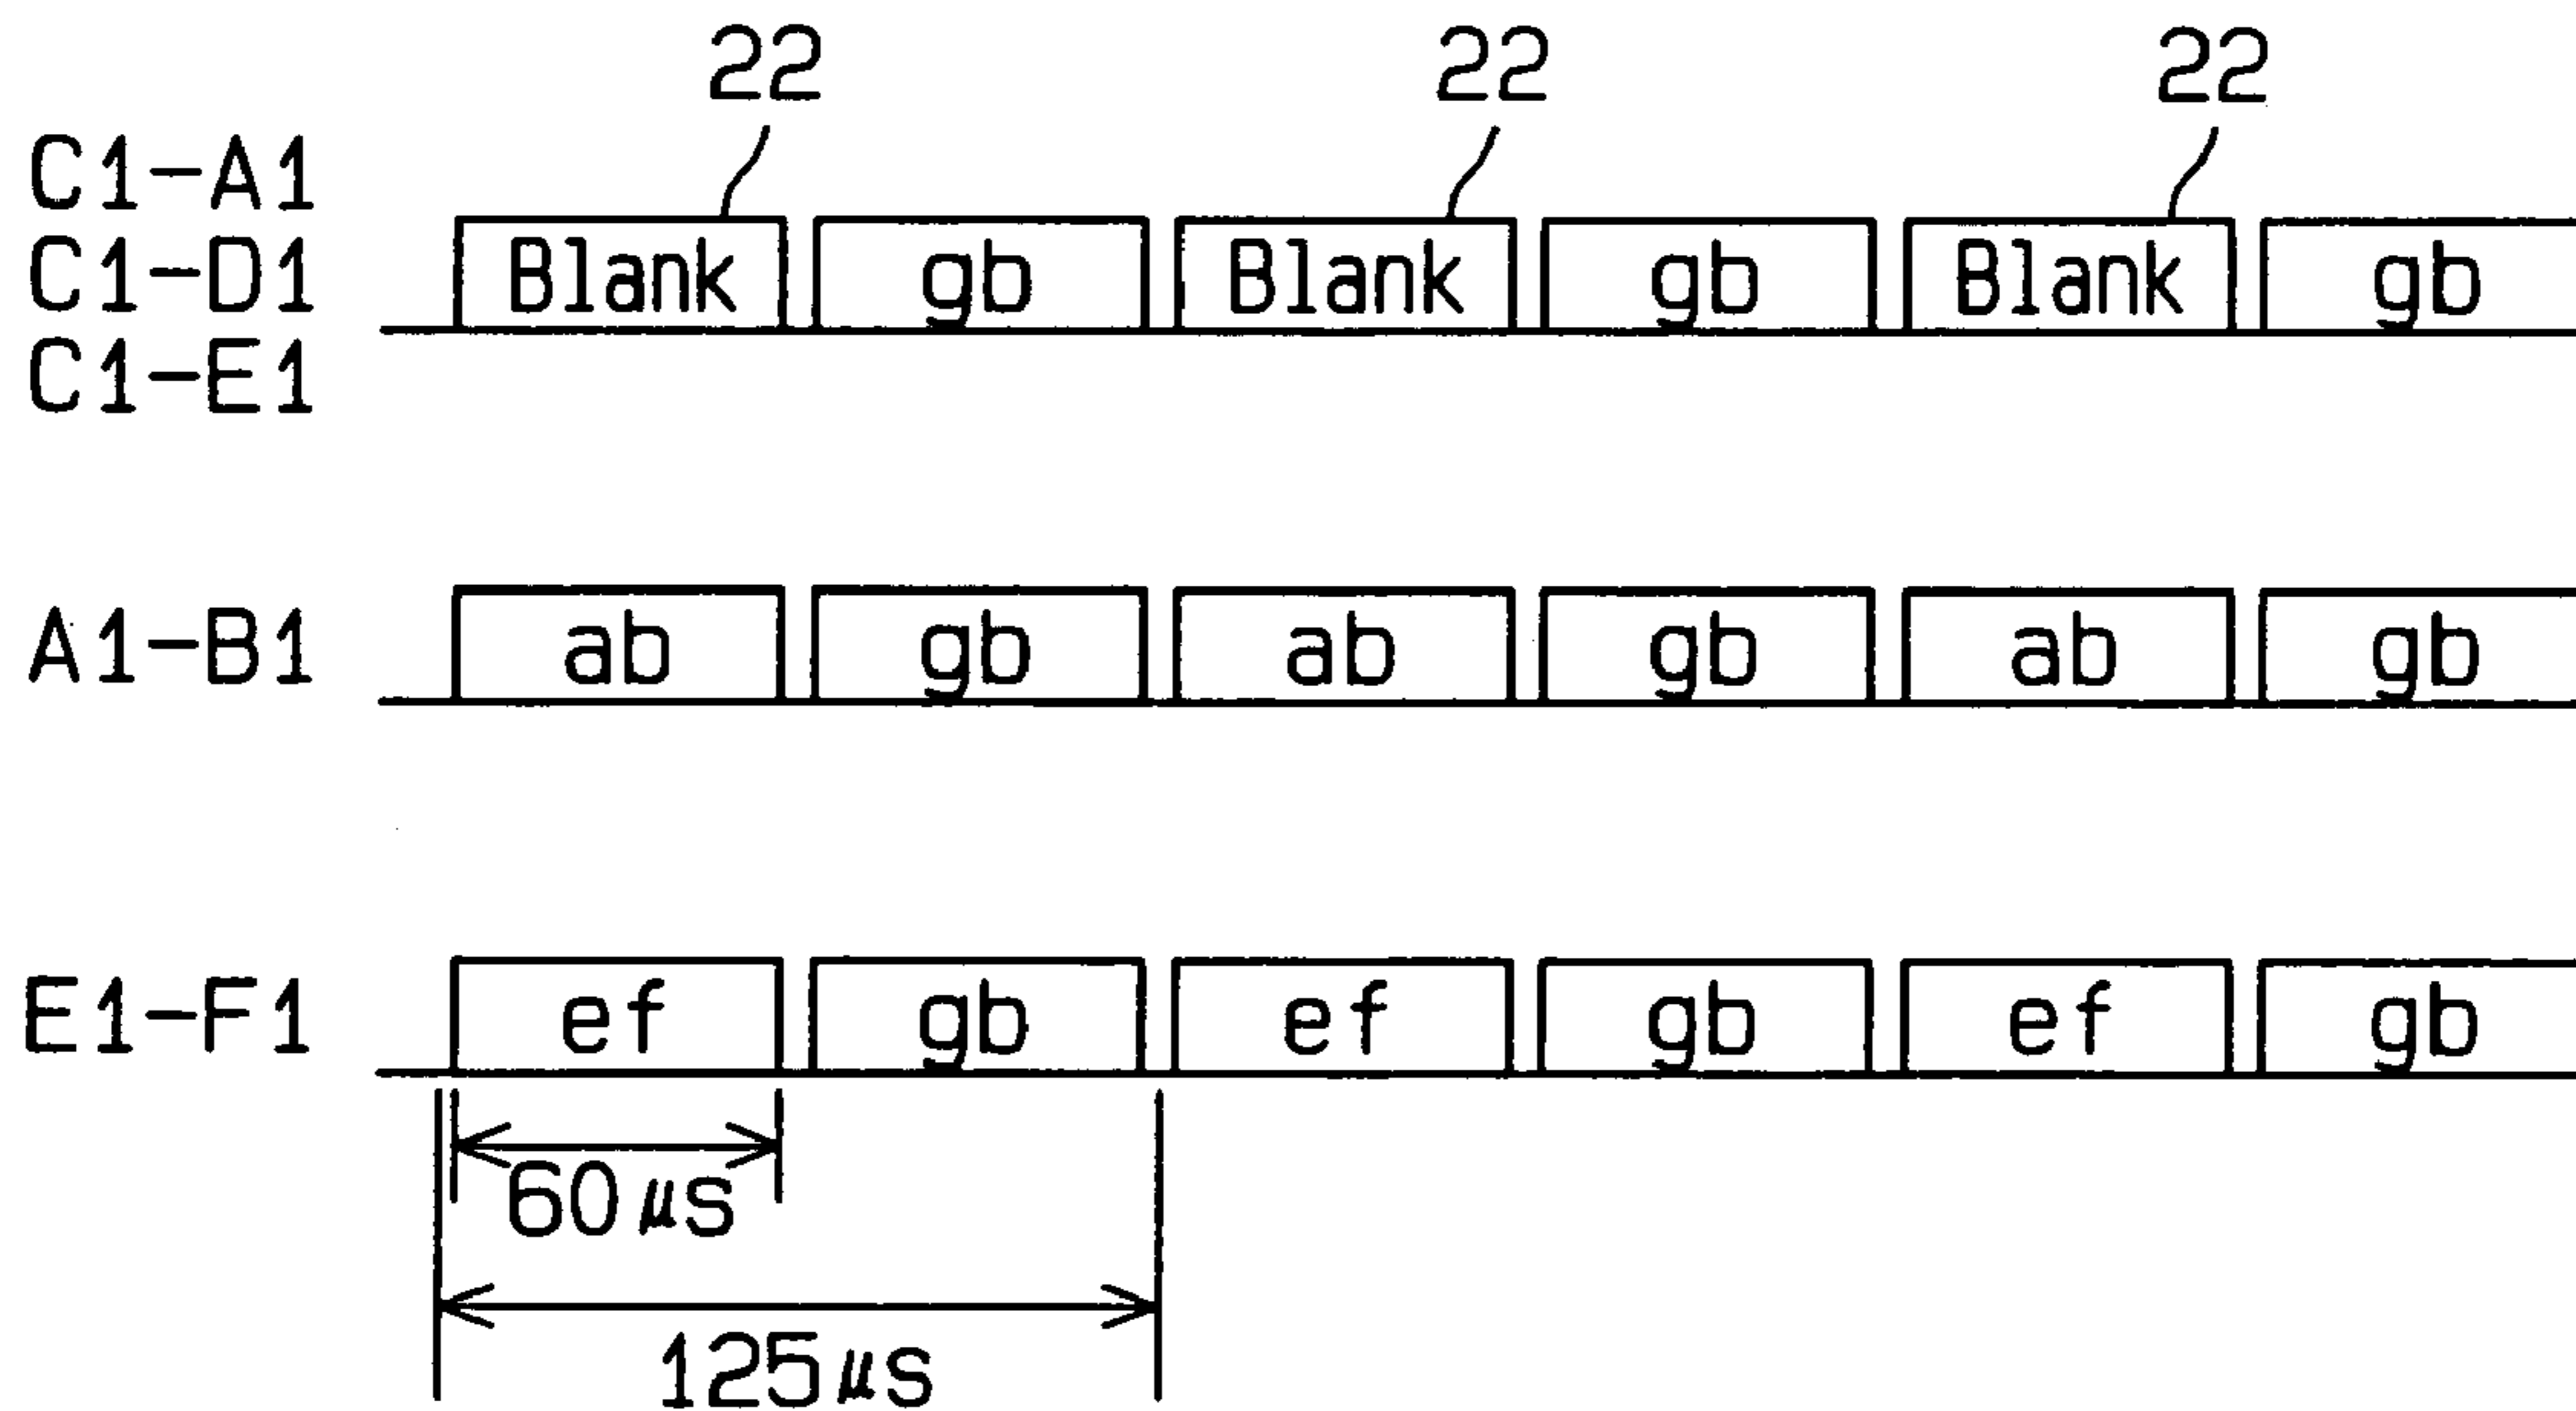 22 22 22
C1-A1
C1-D1
C1-E1
Blank gb Blank gb Blank gb
A1-B1 ab gb ab gb ab gb
E1-F1 ef gb ef gb ef gb
60μs
125μs